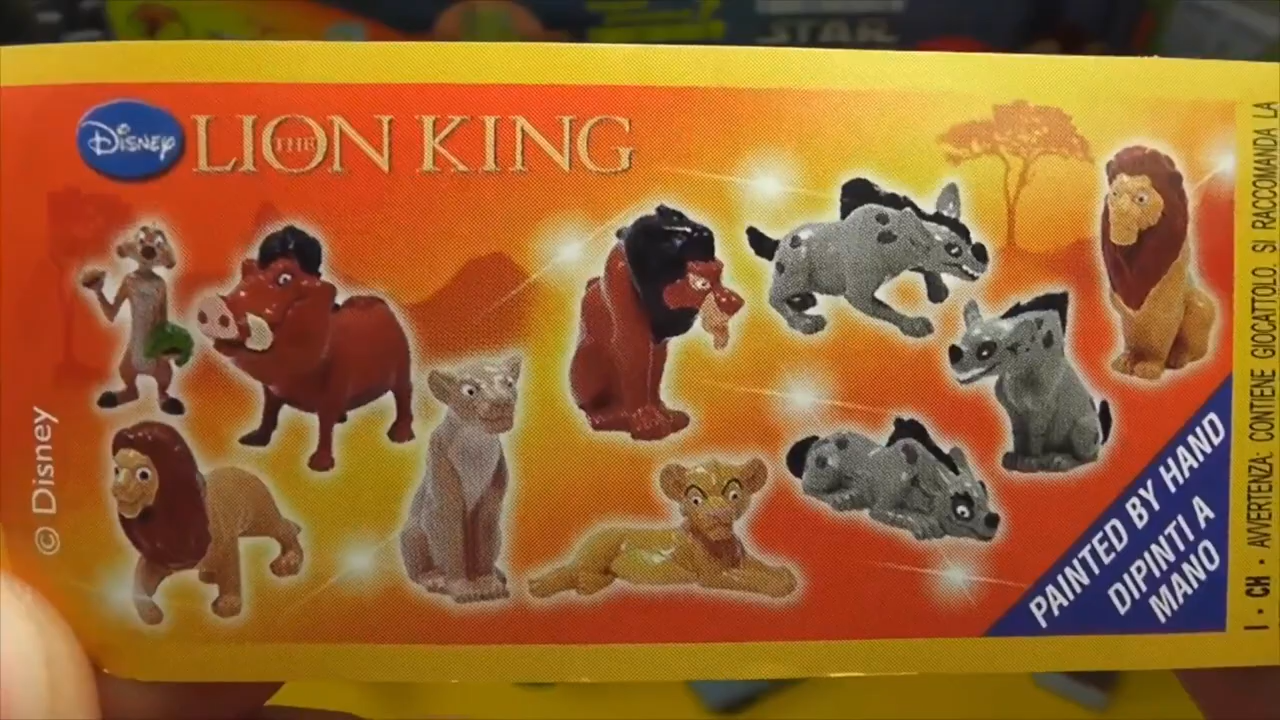 Disney
THE LION KING
© Disney
PAINTED BY HAND
DIPINTI A
MANO
I • CH • AVVERTENZA: CONTIENE GIOCATTOLO. SI RACCOMANDA LA
STAR